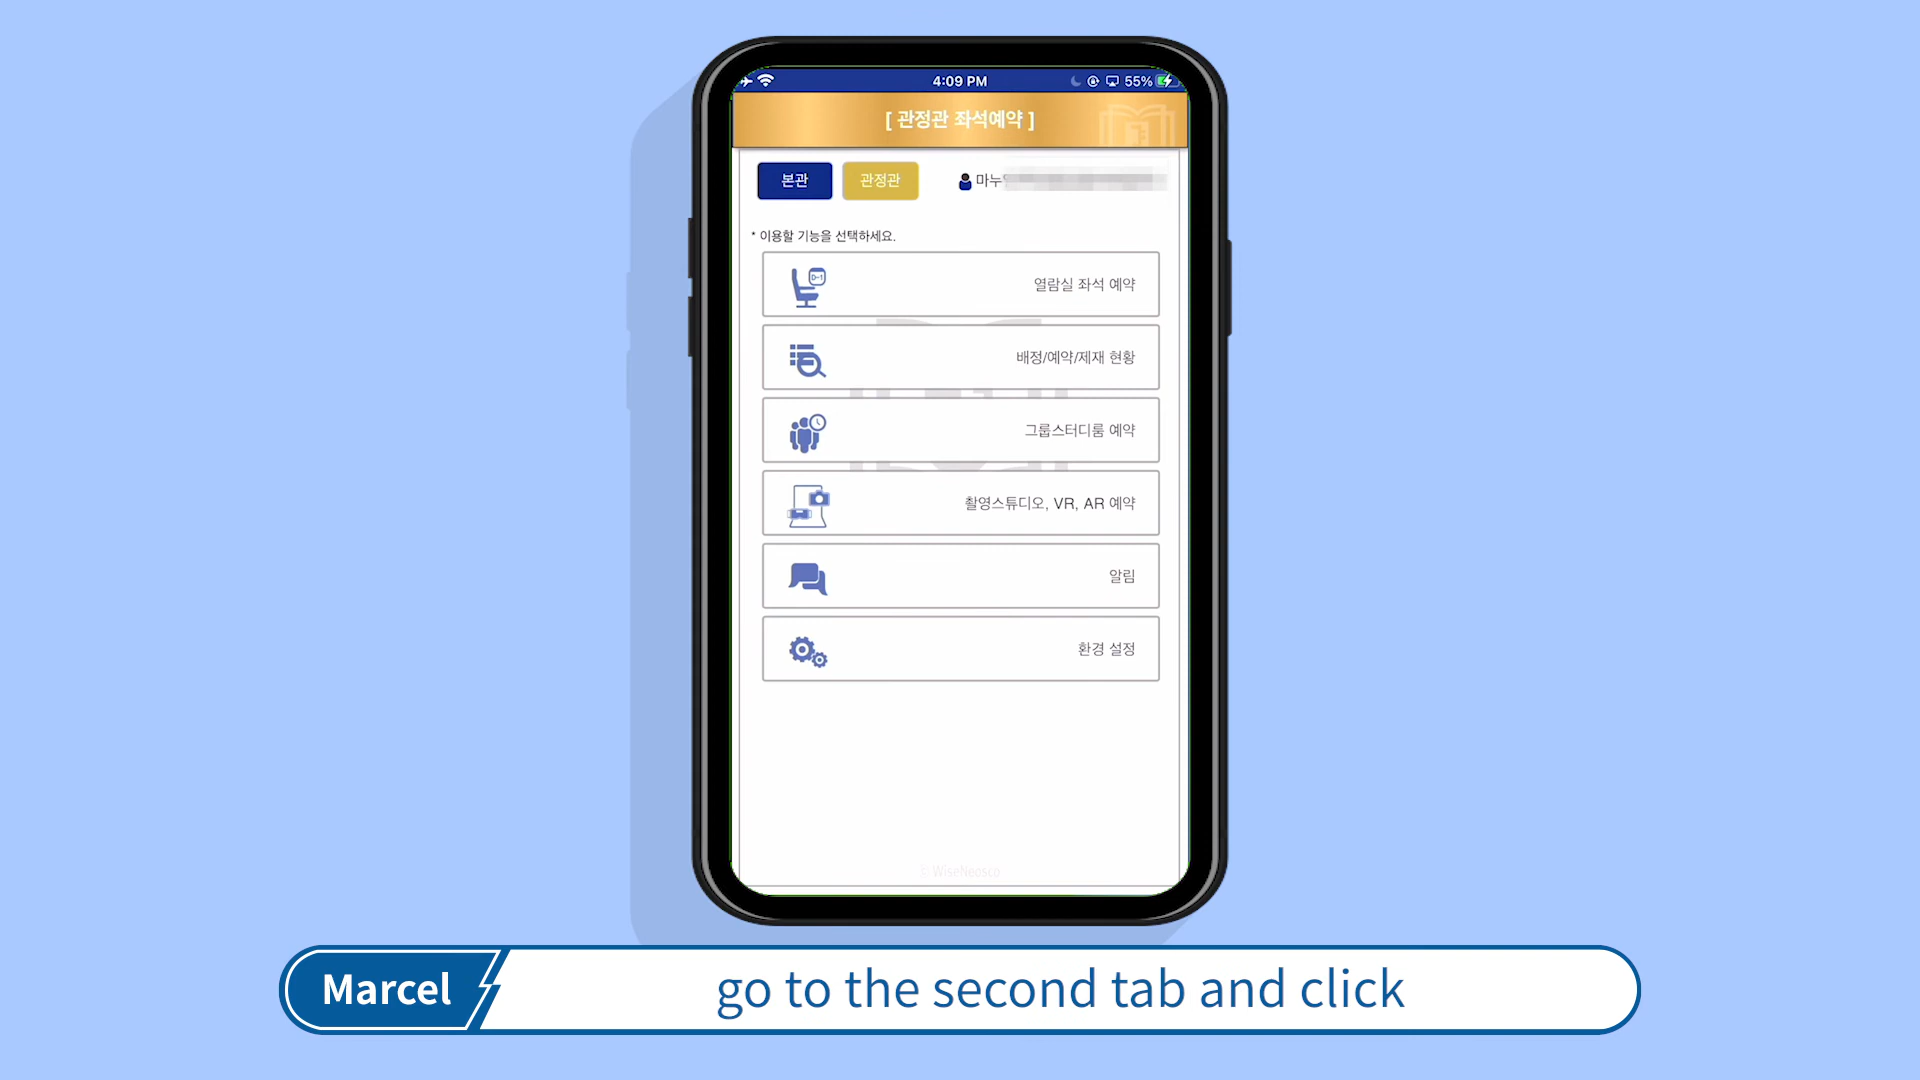 4:09 PM
55%
[ 관정관 좌석예약 ]
본관
관정관
마누
* 이용할 기능을 선택하세요.
D-1
열람실 좌석 예약
배정/예약/제재 현황
그룹스터디룸 예약
촬영스튜디오, VR, AR 예약
알림
환경 설정
© WiseNeosco
Marcel
go to the second tab and click